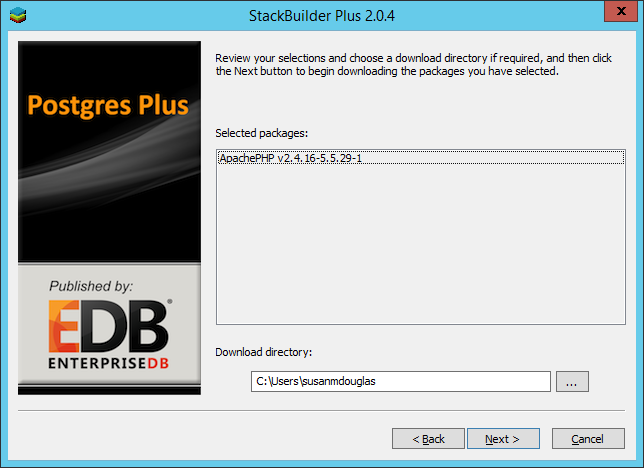 StackBuilder Plus 2.0.4
Review your selections and choose a download directory if required, and then click
the Next button to begin downloading the packages you have selected.
Postgres Plus
Selected packages:
ApachePHP v2.4.16-5.5.29-1
Published by:
EDB®
ENTERPRISEDB
Download directory:
C:\Users\susanmdouglas
...
< Back
Next >
Cancel